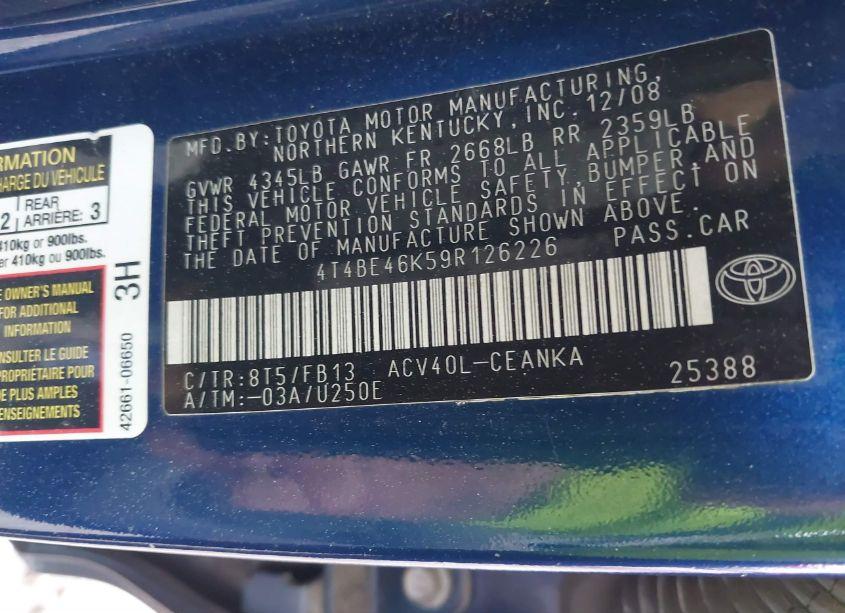 RMATION
HARGE DU VÉHICULE
2 | REAR ARRIÈRE: 3
410kg or 900lbs.
er 410kg ou 900lbs.
E OWNER'S MANUAL
FOR ADDITIONAL
INFORMATION
NSULTER LE GUIDE
PROPRIÉTAIRE POUR
DE PLUS AMPLES
ENSEIGNEMENTS
3H
42661-06650
MFD.BY:TOYOTA MOTOR MANUFACTURING,
NORTHERN KENTUCKY, INC. 12/08
GVWR 4345LB GAWR FR 2668LB RR 2359LB
THIS VEHICLE CONFORMS TO ALL APPLICABLE
FEDERAL MOTOR VEHICLE SAFETY, BUMPER, AND
THEFT PREVENTION STANDARDS IN EFFECT ON
THE DATE OF MANUFACTURE SHOWN ABOVE.
4T4BE46K59R126226 PASS.CAR
C/TR:8T5/FB13 ACV40L-CEANKA
A/TM:-03A/U250E 25388